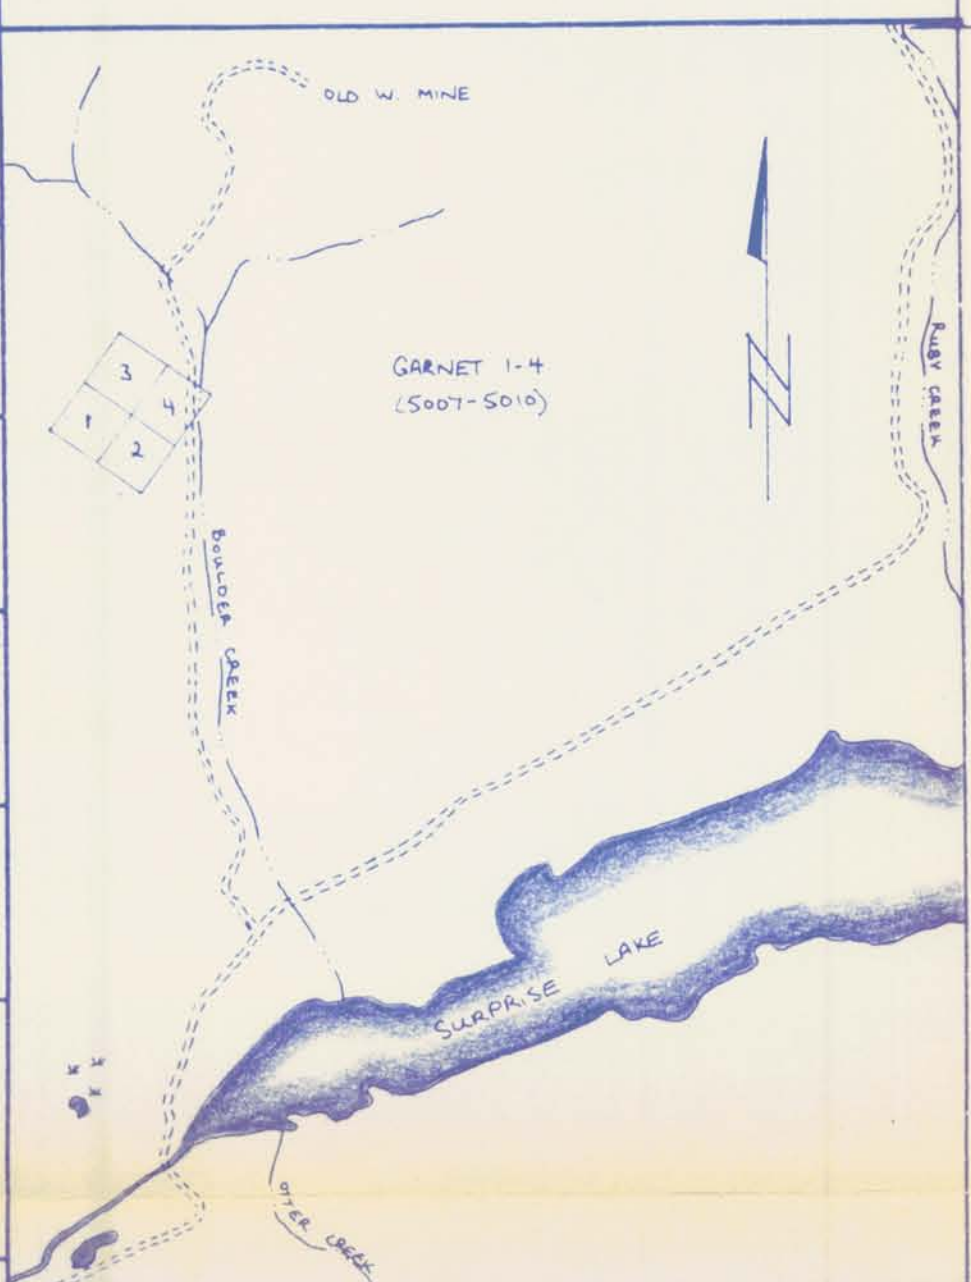 OLD W. MINE
GARNET 1-4
(5007-5010)
N
RUBY CREEK
3
4
1
2
BOULDER CREEK
SURPRISE LAKE
OTTER CREEK